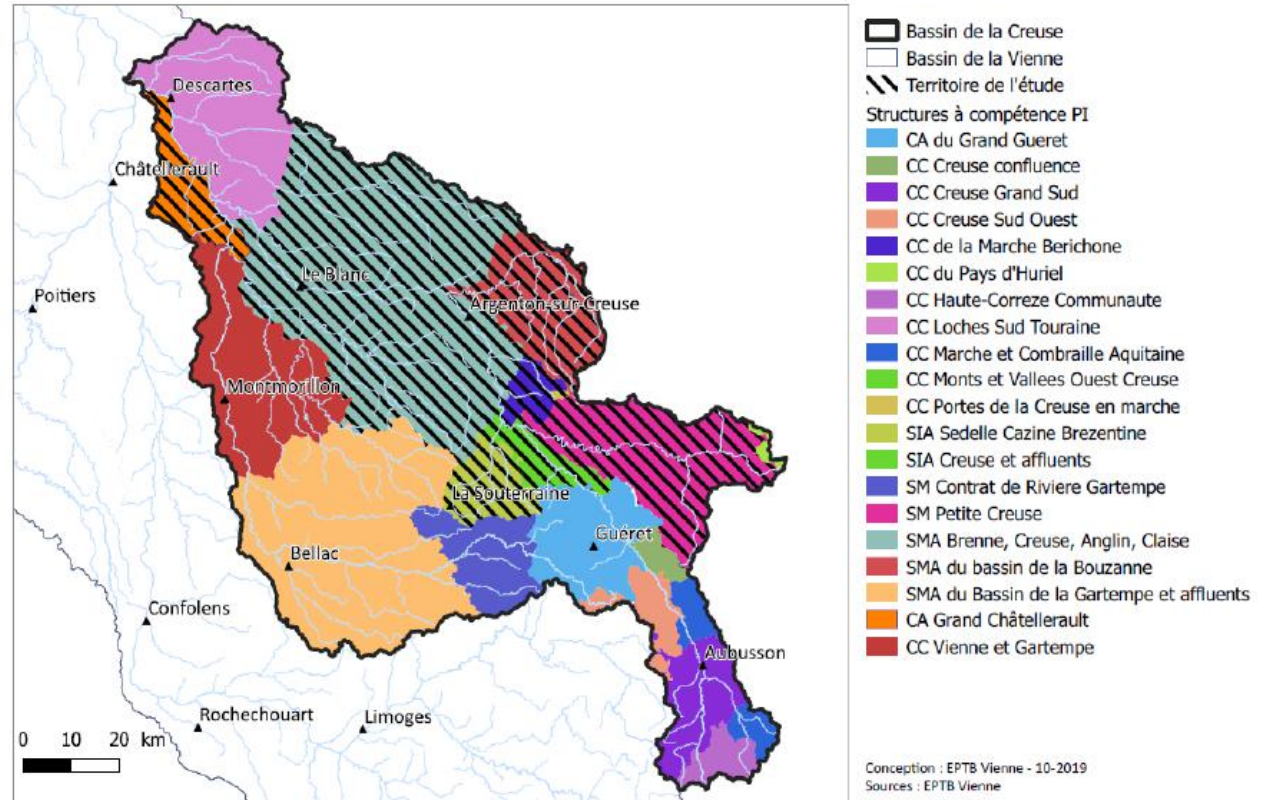 Descartes
Châtellerault
Poitiers
Le Blanc
Argenton-sur-Creuse
Montmorillon
La Souterraine
Guéret
Bellac
Confolens
Aubusson
Rochechouart
Limoges
0 10 20 km
Bassin de la Creuse
Bassin de la Vienne
Territoire de l'étude
Structures à compétence PI
CA du Grand Gueret
CC Creuse confluence
CC Creuse Grand Sud
CC Creuse Sud Ouest
CC de la Marche Berichone
CC du Pays d'Huriel
CC Haute-Correze Communaute
CC Loches Sud Touraine
CC Marche et Combraille Aquitaine
CC Monts et Vallees Ouest Creuse
CC Portes de la Creuse en marche
SIA Sedelle Cazine Brezentine
SIA Creuse et affluents
SM Contrat de Riviere Gartempe
SM Petite Creuse
SMA Brenne, Creuse, Anglin, Claise
SMA du bassin de la Bouzanne
SMA du Bassin de la Gartempe et affluents
CA Grand Châtellerault
CC Vienne et Gartempe
Conception : EPTB Vienne - 10-2019
Sources : EPTB Vienne